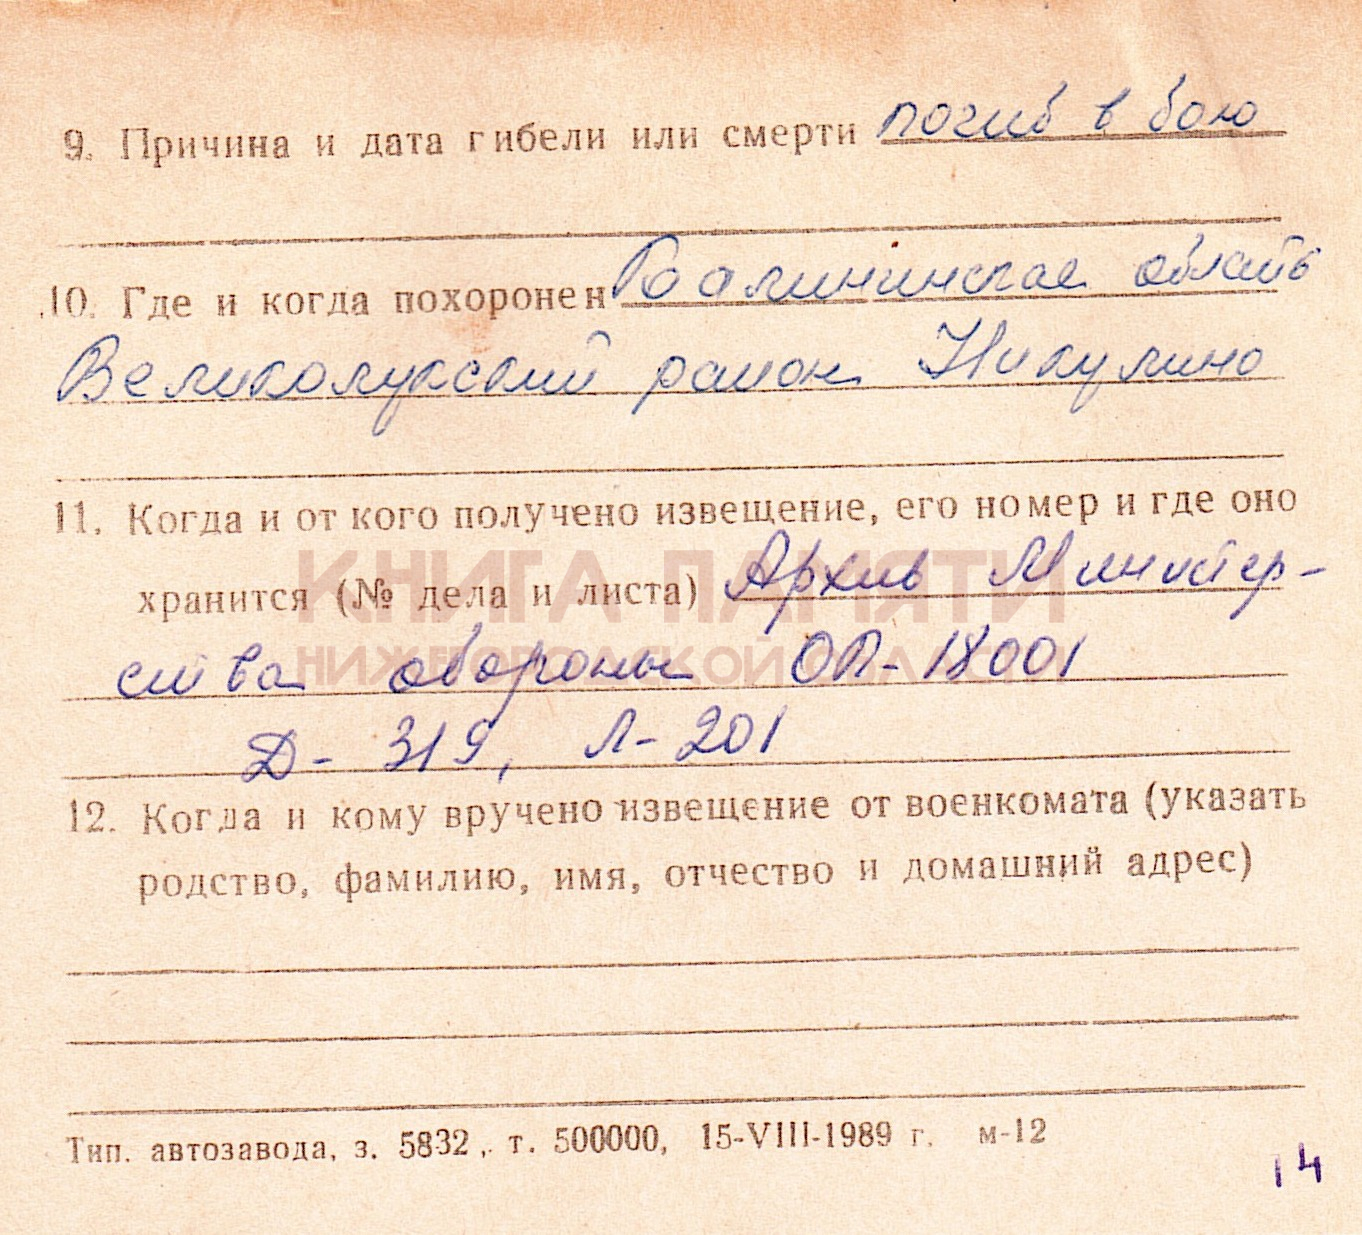 9. Причина и дата гибели или смерти погиб в бою
10. Где и когда похоронен Калининская область
Великолукский район Никулино
11. Когда и от кого получено извещение, его номер и где оно
хранится (№ дела и листа) Архив Министер-
ства обороны ОП-18001
Д- 319, Л- 201
КНИГА ПАМЯТИ
НИЖЕГОРОДСКОЙ ОБЛАСТИ
12. Когда и кому вручено извещение от военкомата (указать
родство, фамилию, имя, отчество и домашний адрес)
Тип. автозавода, з. 5832, т. 500000, 15-VIII-1989 г. м-12
14